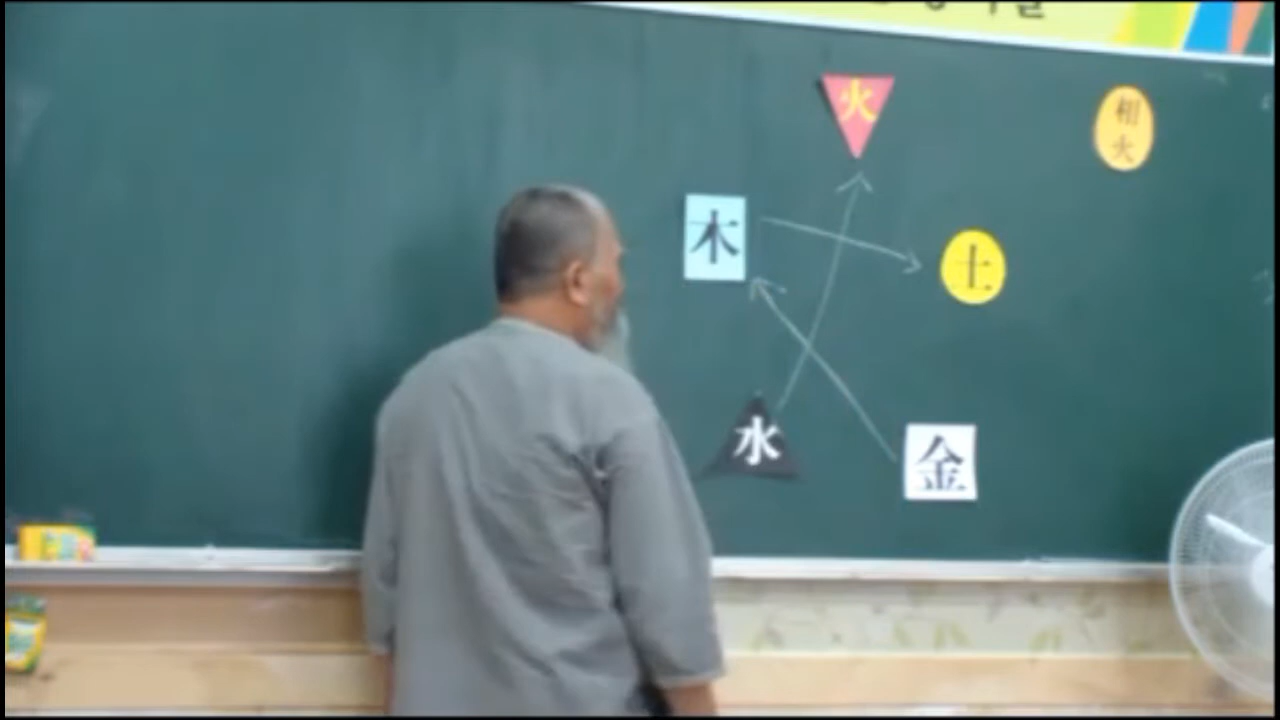 火
相
火
木
土
水
金